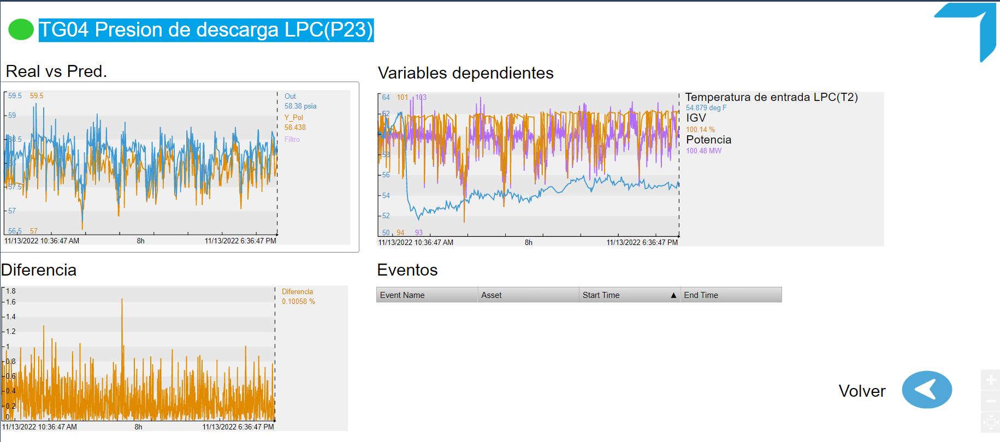 TG04 Presion de descarga LPC(P23)
Real vs Pred.
59.5 59.5
59
58.5
58
57.5
57
56.5 57
11/13/2022 10:36:47 AM 8h 11/13/2022 6:36:47 PM
Out
58.38 psia
Y_Pol
58.438
Filtro
Variables dependientes
64 101 103
62
60
58
56
54
52
50 94 93
11/13/2022 10:36:47 AM 8h 11/13/2022 6:36:47 PM
Temperatura de entrada LPC(T2)
54.879 deg F
IGV
100.14 %
Potencia
100.48 MW
Diferencia
1.8
1.6
1.4
1.2
1
0.8
0.6
0.4
0.2
0
11/13/2022 10:36:47 AM 8h 11/13/2022 6:36:47 PM
Diferencia
0.10058 %
Eventos
Event Name Asset Start Time ▲ End Time
Volver